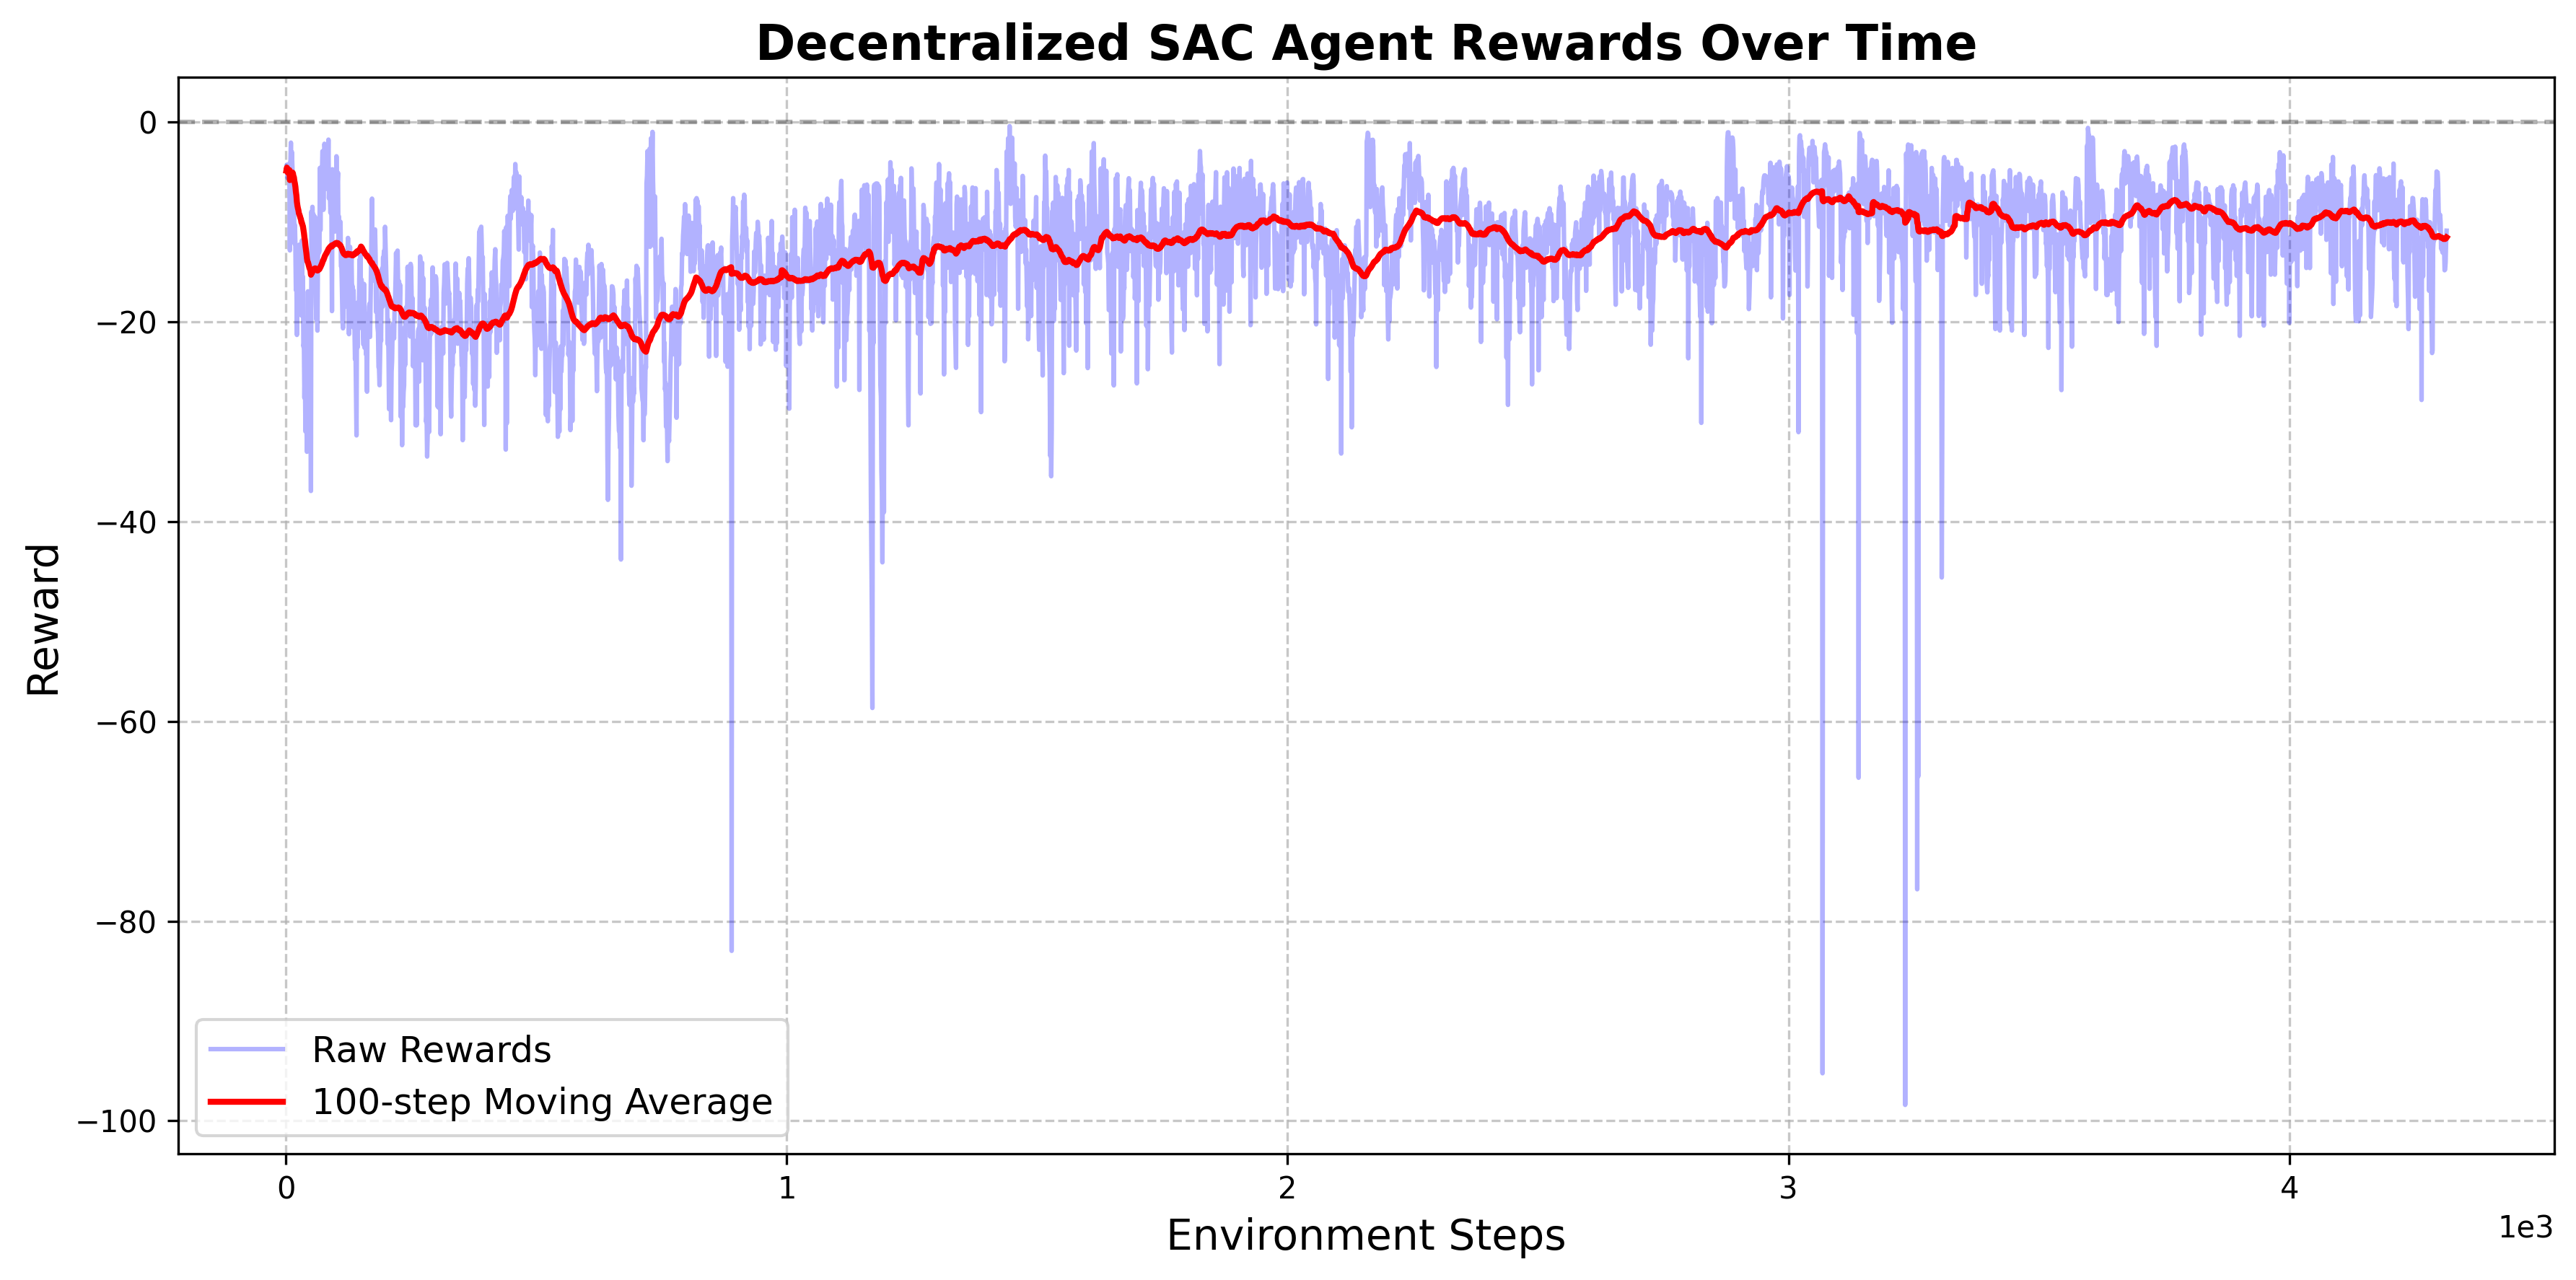 Decentralized SAC Agent Rewards Over Time
0
−20
−40
−60
−80
−100
Reward
Raw Rewards
100-step Moving Average
0 1 2 3 4
1e3
Environment Steps